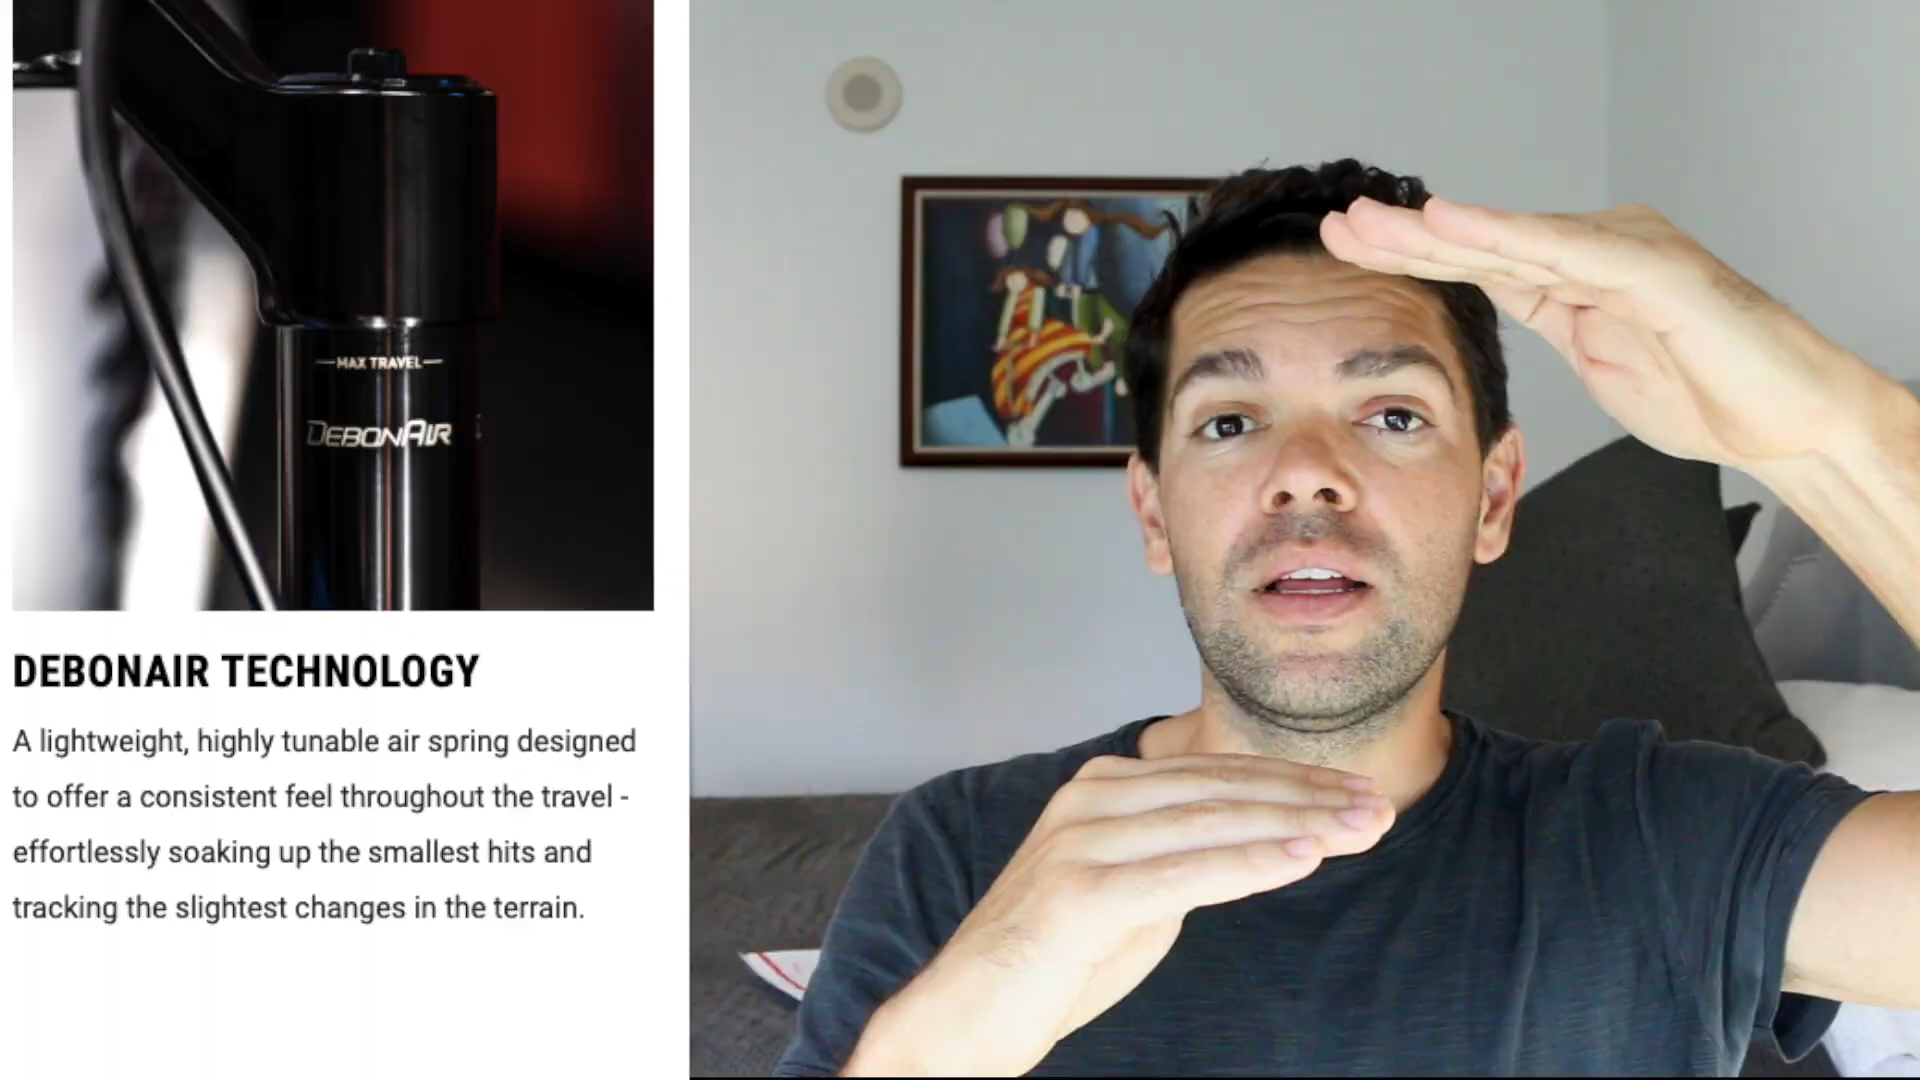 MAX TRAVEL
DEBONAIR
DEBONAIR TECHNOLOGY
A lightweight, highly tunable air spring designed
to offer a consistent feel throughout the travel -
effortlessly soaking up the smallest hits and
tracking the slightest changes in the terrain.